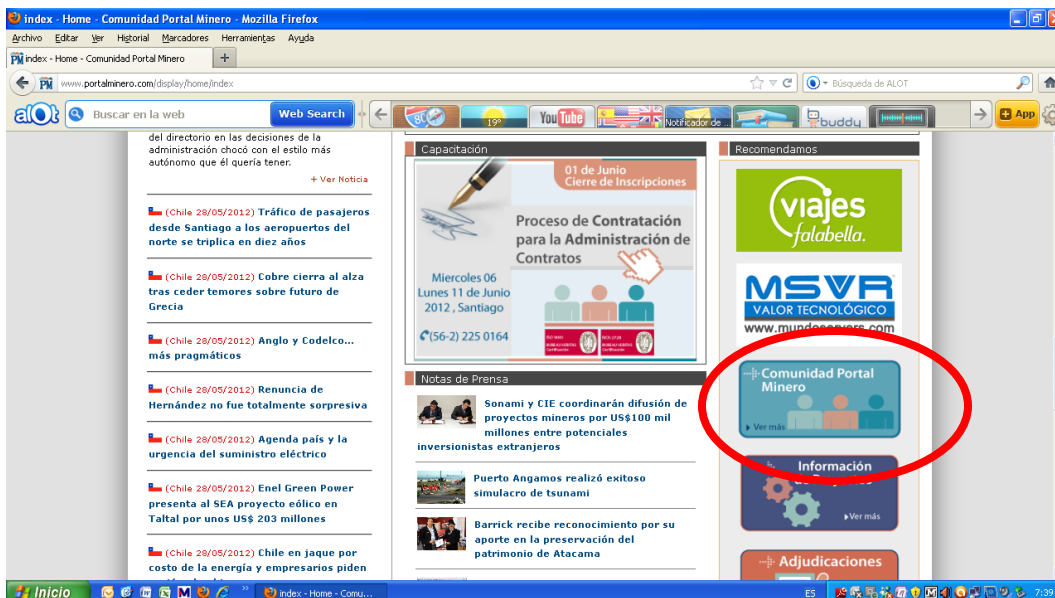 index - Home - Comunidad Portal Minero - Mozilla Firefox
Archivo Editar Ver Historial Marcadores Herramientas Ayuda
PM index - Home - Comunidad Portal Minero +
PM www.portalminero.com/display/home/index Búsqueda de ALOT
alot Buscar en la web Web Search 19° YouTube Notificador de ... buddy App
del directorio en las decisiones de la
administración chocó con el estilo más
autónomo que él quería tener.
+ Ver Noticia
(Chile 28/05/2012) Tráfico de pasajeros
desde Santiago a los aeropuertos del
norte se triplica en diez años
(Chile 28/05/2012) Cobre cierra al alza
tras ceder temores sobre futuro de
Grecia
(Chile 28/05/2012) Anglo y Codelco...
más pragmáticos
(Chile 28/05/2012) Renuncia de
Hernández no fue totalmente sorpresiva
(Chile 28/05/2012) Agenda país y la
urgencia del suministro eléctrico
(Chile 28/05/2012) Enel Green Power
presenta al SEA proyecto eólico en
Taltal por unos US$ 203 millones
(Chile 28/05/2012) Chile en jaque por
costo de la energía y empresarios piden
Capacitación
01 de Junio
Cierre de Inscripciones
Proceso de Contratación
para la Administración de
Contratos
Miercoles 06
Lunes 11 de Junio
2012 , Santiago
(56-2) 225 0164
Notas de Prensa
Sonami y CIE coordinarán difusión de
proyectos mineros por US$100 mil
millones entre potenciales
inversionistas extranjeros
Puerto Angamos realizó exitoso
simulacro de tsunami
Barrick recibe reconocimiento por su
aporte en la preservación del
patrimonio de Atacama
Recomendamos
viajes
falabella.
MSVR
VALOR TECNOLÓGICO
www.mundoservers.com
Comunidad Portal
Minero
Ver más
Información
de Proyectos
Ver más
Adjudicaciones
Inicio index - Home - Comu... ES 7:39